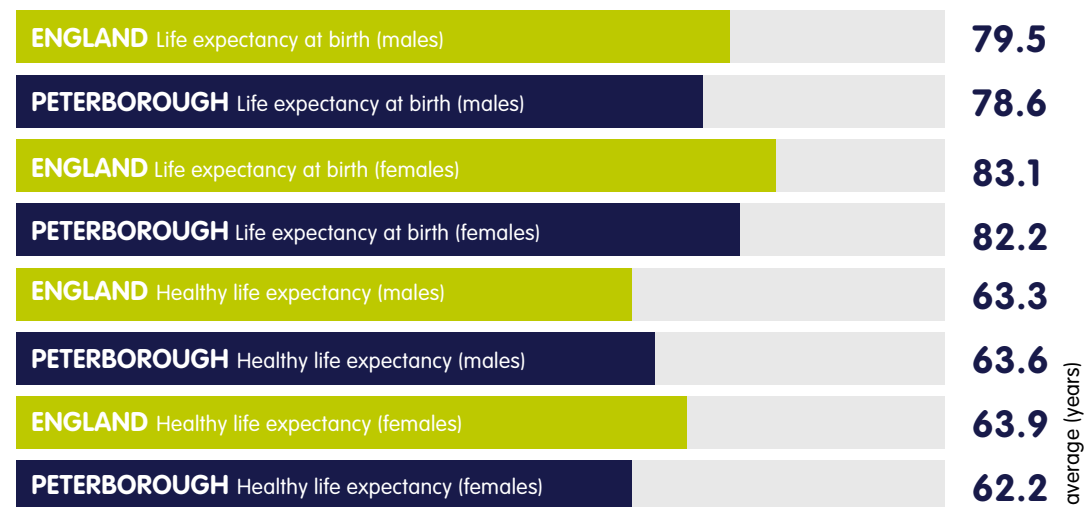 ENGLAND Life expectancy at birth (males) 79.5
PETERBOROUGH Life expectancy at birth (males) 78.6
ENGLAND Life expectancy at birth (females) 83.1
PETERBOROUGH Life expectancy at birth (females) 82.2
ENGLAND Healthy life expectancy (males) 63.3
PETERBOROUGH Healthy life expectancy (males) 63.6
ENGLAND Healthy life expectancy (females) 63.9
PETERBOROUGH Healthy life expectancy (females) 62.2
average (years)